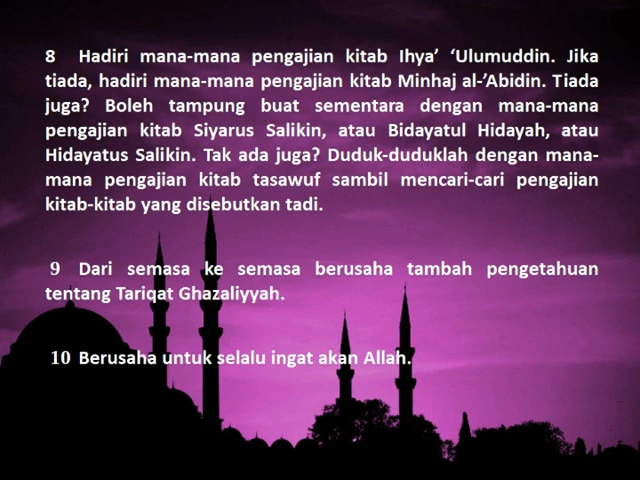 8 Hadiri mana-mana pengajian kitab Ihya’ ‘Ulumuddin. Jika
tiada, hadiri mana-mana pengajian kitab Minhaj al-’Abidin. Tiada
juga? Boleh tampung buat sementara dengan mana-mana
pengajian kitab Siyarus Salikin, atau Bidayatul Hidayah, atau
Hidayatus Salikin. Tak ada juga? Duduk-duduklah dengan mana-
mana pengajian kitab tasawuf sambil mencari-cari pengajian
kitab-kitab yang disebutkan tadi.
9 Dari semasa ke semasa berusaha tambah pengetahuan
tentang Tariqat Ghazaliyyah.
10 Berusaha untuk selalu ingat akan Allah.